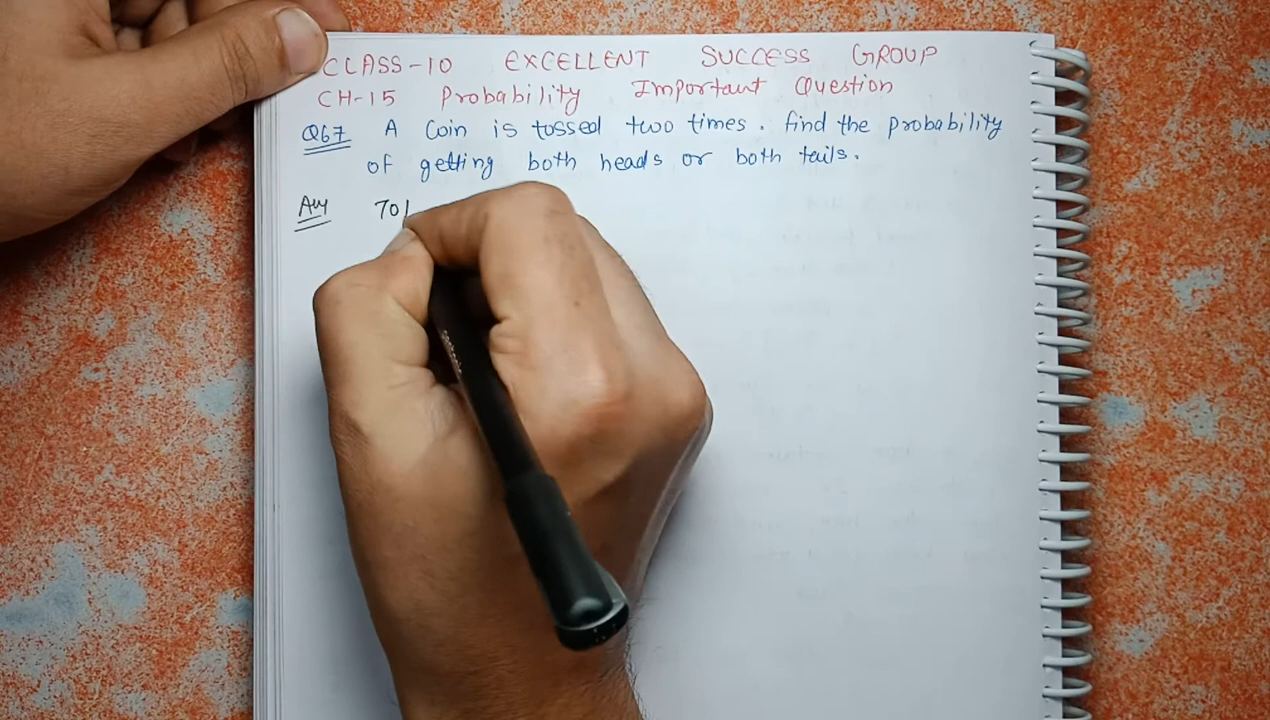 CLASS-10 EXCELLENT SUCCESS GROUP
CH-15 Probability Important Question
Q67 A Coin is tossed two times. find the probability
of getting both heads or both tails.
Ans